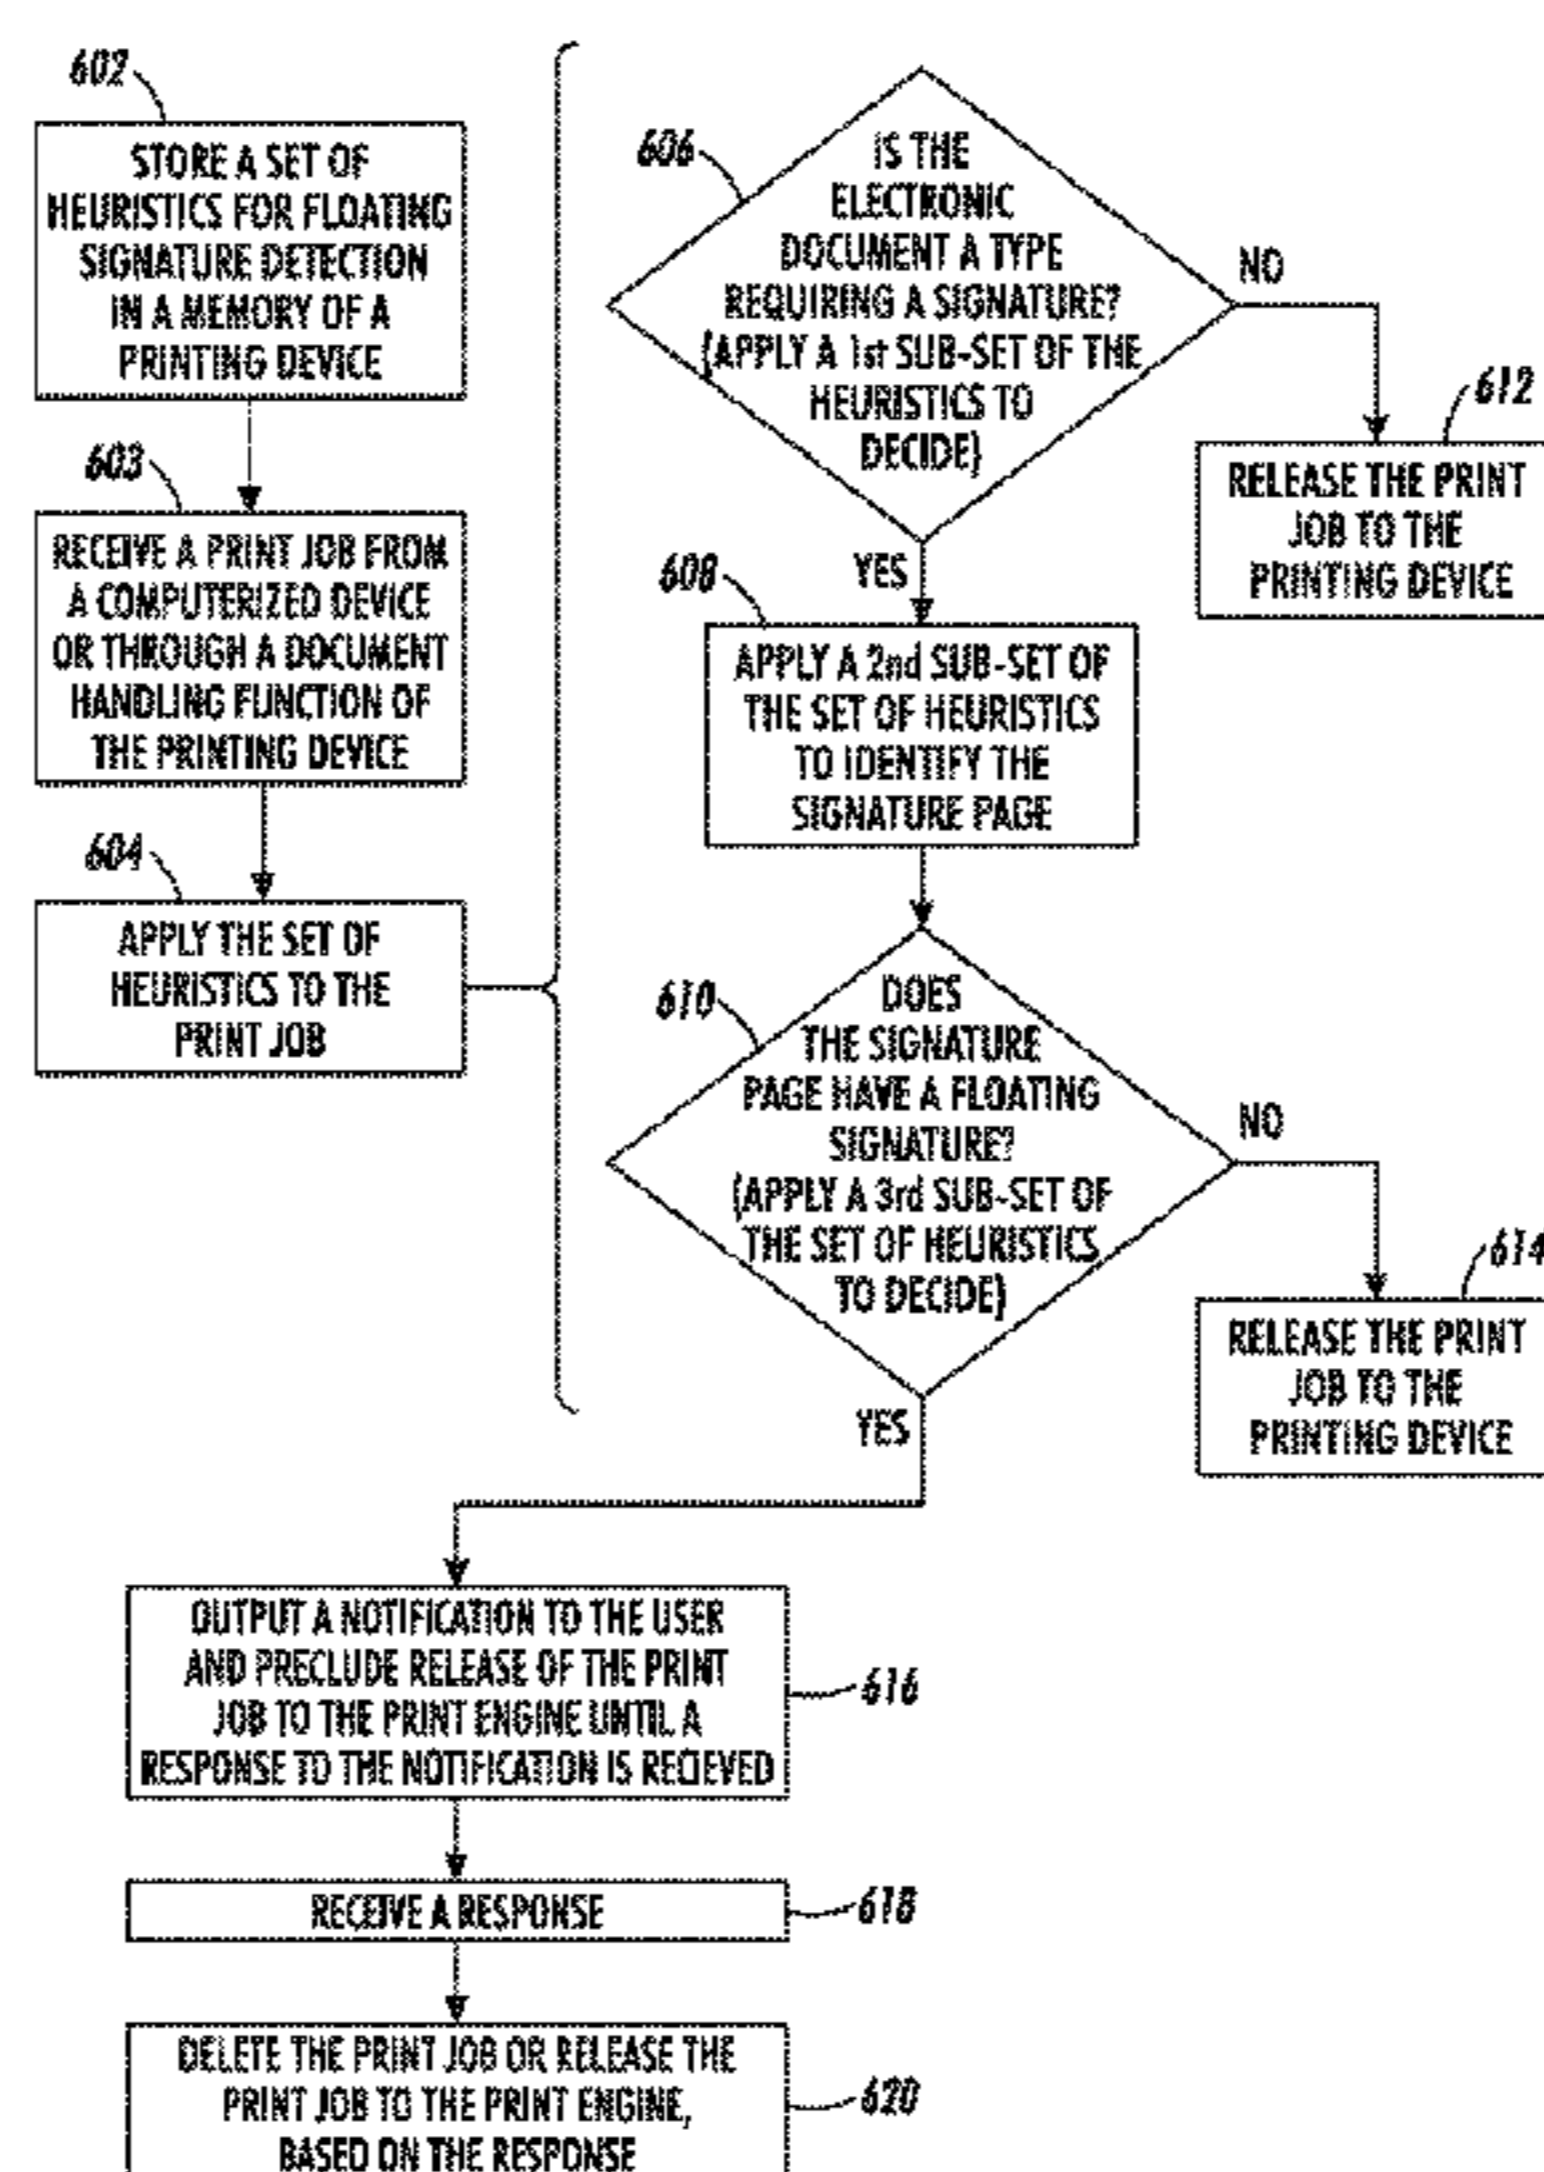 602
STORE A SET OF
HEURISTICS FOR FLOATING
SIGNATURE DETECTION
IN A MEMORY OF A
PRINTING DEVICE
603
RECEIVE A PRINT JOB FROM
A COMPUTERIZED DEVICE
OR THROUGH A DOCUMENT
HANDLING FUNCTION OF
THE PRINTING DEVICE
604
APPLY THE SET OF
HEURISTICS TO THE
PRINT JOB
606
IS THE
ELECTRONIC
DOCUMENT A TYPE
REQUIRING A SIGNATURE?
(APPLY A 1st SUB-SET OF THE
HEURISTICS TO
DECIDE)
NO
612
RELEASE THE PRINT
JOB TO THE
PRINTING DEVICE
YES
608
APPLY A 2nd SUB-SET OF
THE SET OF HEURISTICS
TO IDENTIFY THE
SIGNATURE PAGE
610
DOES
THE SIGNATURE
PAGE HAVE A FLOATING
SIGNATURE?
(APPLY A 3rd SUB-SET OF
THE SET OF HEURISTICS
TO DECIDE)
NO
614
RELEASE THE PRINT
JOB TO THE
PRINTING DEVICE
YES
OUTPUT A NOTIFICATION TO THE USER
AND PRECLUDE RELEASE OF THE PRINT
JOB TO THE PRINT ENGINE UNTIL A
RESPONSE TO THE NOTIFICATION IS RECIEVED
616
RECEIVE A RESPONSE
618
DELETE THE PRINT JOB OR RELEASE THE
PRINT JOB TO THE PRINT ENGINE,
BASED ON THE RESPONSE
620